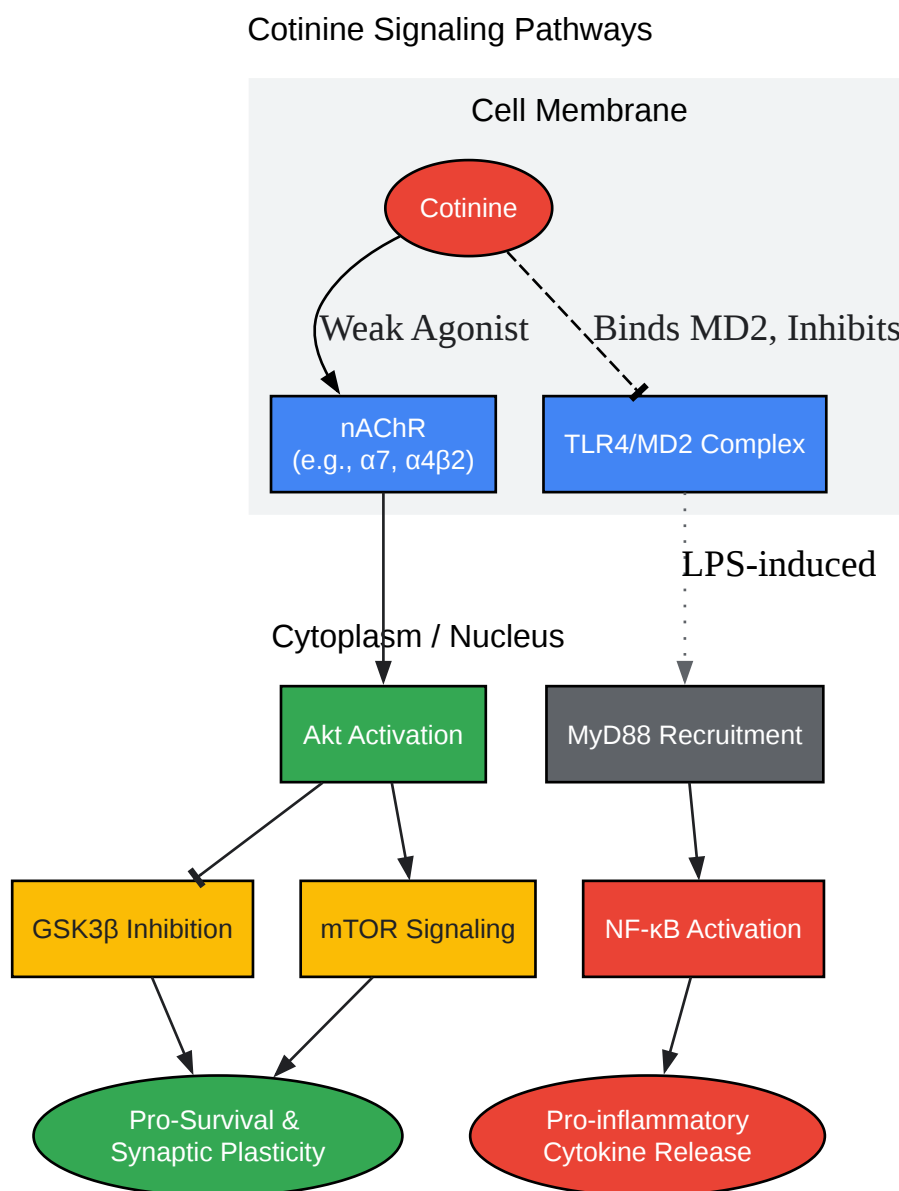 Cotinine Signaling Pathways
Cell Membrane
Cotinine
Weak Agonist
Binds MD2, Inhibits
nAChR
(e.g., α7, α4β2)
TLR4/MD2 Complex
LPS-induced
Cytoplasm / Nucleus
Akt Activation
MyD88 Recruitment
GSK3β Inhibition
mTOR Signaling
NF-κB Activation
Pro-Survival &
Synaptic Plasticity
Pro-inflammatory
Cytokine Release